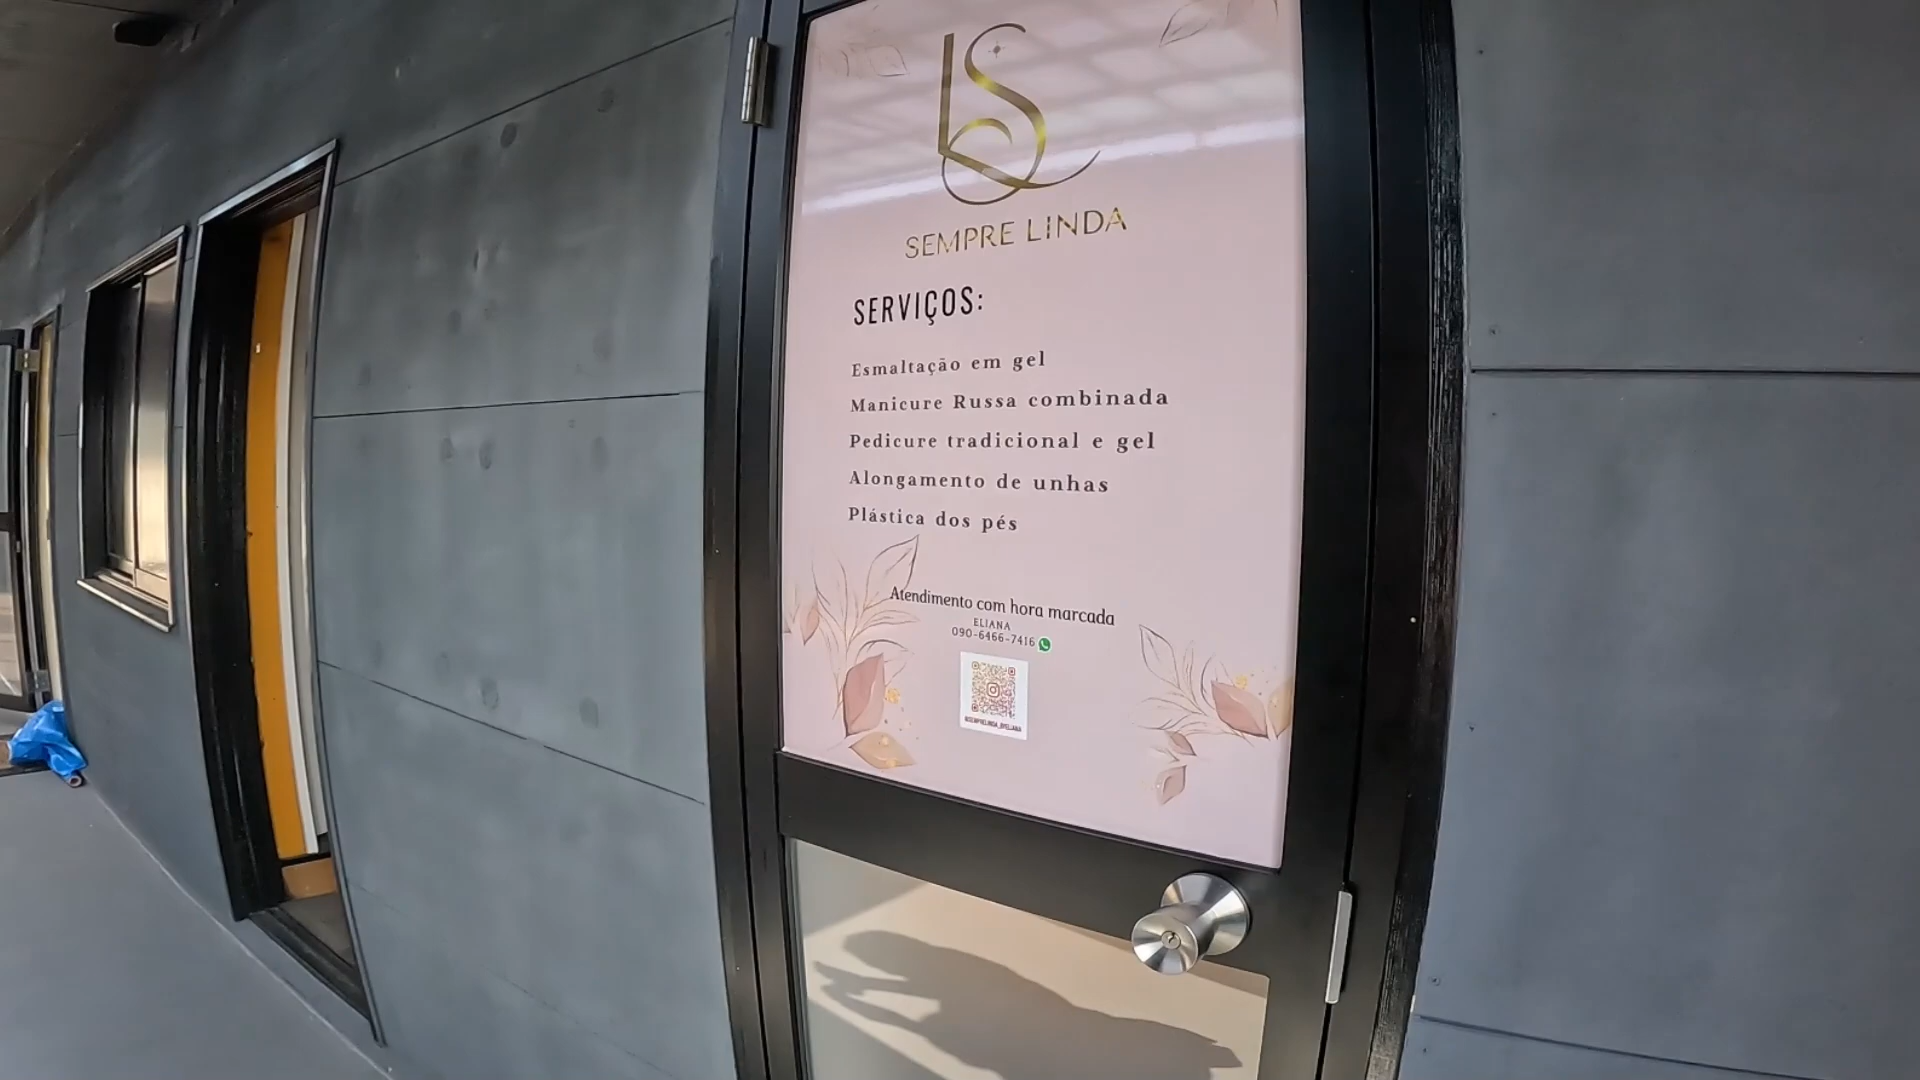 LS
SEMPRE LINDA
SERVIÇOS:
Esmaltação em gel
Manicure Russa combinada
Pedicure tradicional e gel
Alongamento de unhas
Plástica dos pés
Atendimento com hora marcada
ELIANA
090-6466-7416
@SEMPRELINDA_BYELIANA